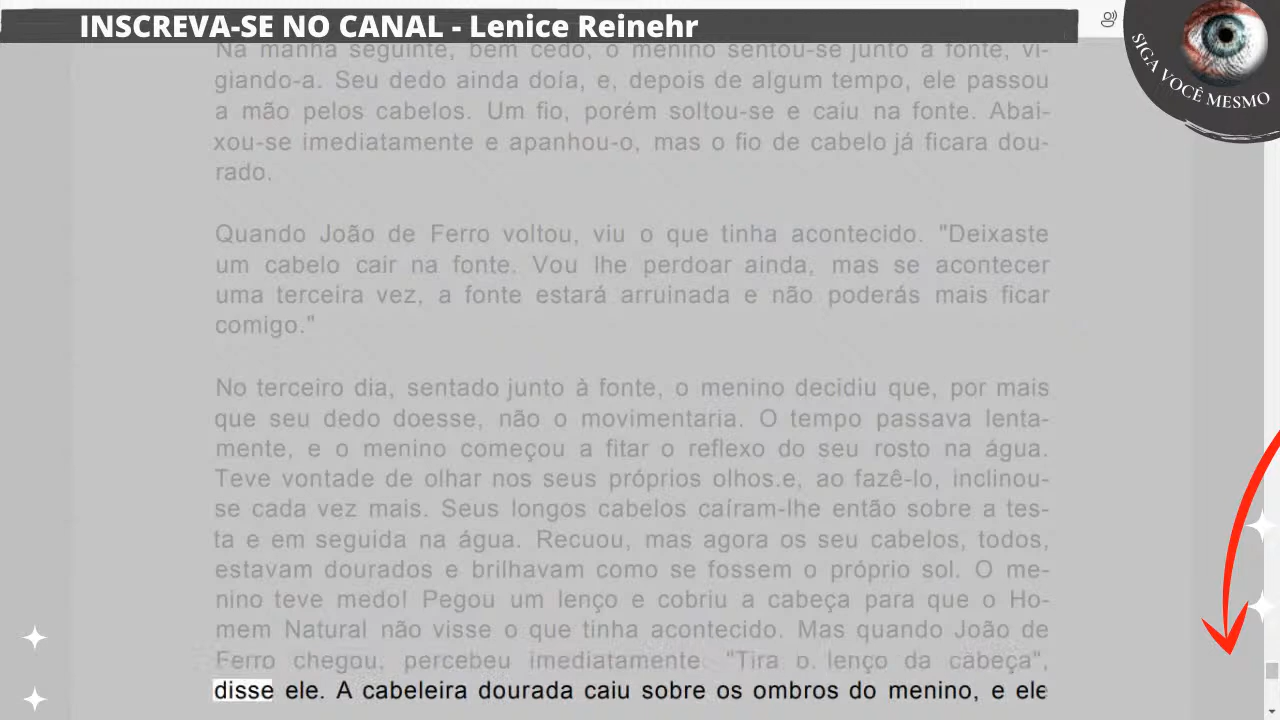 INSCREVA-SE NO CANAL - Lenice Reinehr
SIGA VOCÊ MESMO
Na manhã seguinte, bem cedo, o menino sentou-se junto à fonte, vi-
giando-a. Seu dedo ainda doía, e, depois de algum tempo, ele passou
a mão pelos cabelos. Um fio, porém soltou-se e caiu na fonte. Abai-
xou-se imediatamente e apanhou-o, mas o fio de cabelo já ficara dou-
rado.
Quando João de Ferro voltou, viu o que tinha acontecido. "Deixaste
um cabelo cair na fonte. Vou lhe perdoar ainda, mas se acontecer
uma terceira vez, a fonte estará arruinada e não poderás mais ficar
comigo."
No terceiro dia, sentado junto à fonte, o menino decidiu que, por mais
que seu dedo doesse, não o movimentaria. O tempo passava lenta-
mente, e o menino começou a fitar o reflexo do seu rosto na água.
Teve vontade de olhar nos seus próprios olhos.e, ao fazê-lo, inclinou-
se cada vez mais. Seus longos cabelos caíram-lhe então sobre a tes-
ta e em seguida na água. Recuou, mas agora os seu cabelos, todos,
estavam dourados e brilhavam como se fossem o próprio sol. O me-
nino teve medo! Pegou um lenço e cobriu a cabeça para que o Ho-
mem Natural não visse o que tinha acontecido. Mas quando João de
Ferro chegou, percebeu imediatamente. "Tira o. lenço da cabeça",
disse ele. A cabeleira dourada caiu sobre os ombros do menino, e ele